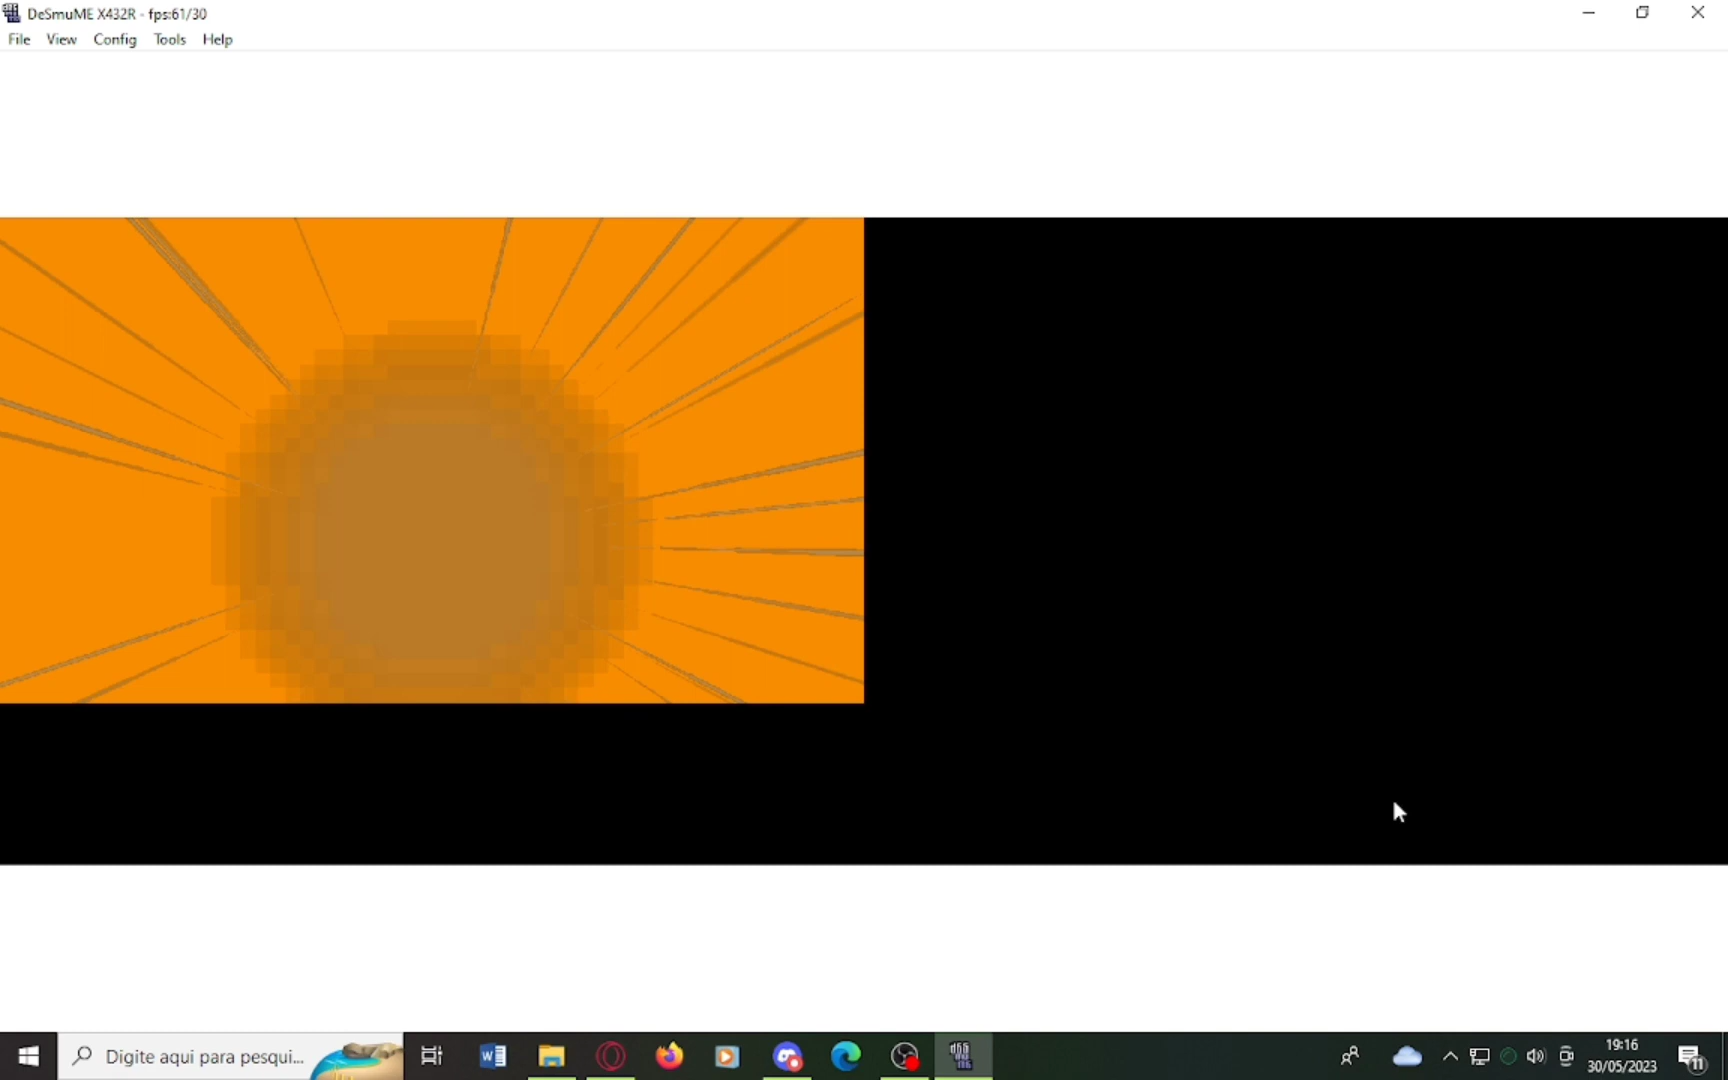 DeSmuME X432R - fps:61/30
File View Config Tools Help
Digite aqui para pesqui...
19:16
30/05/2023
11